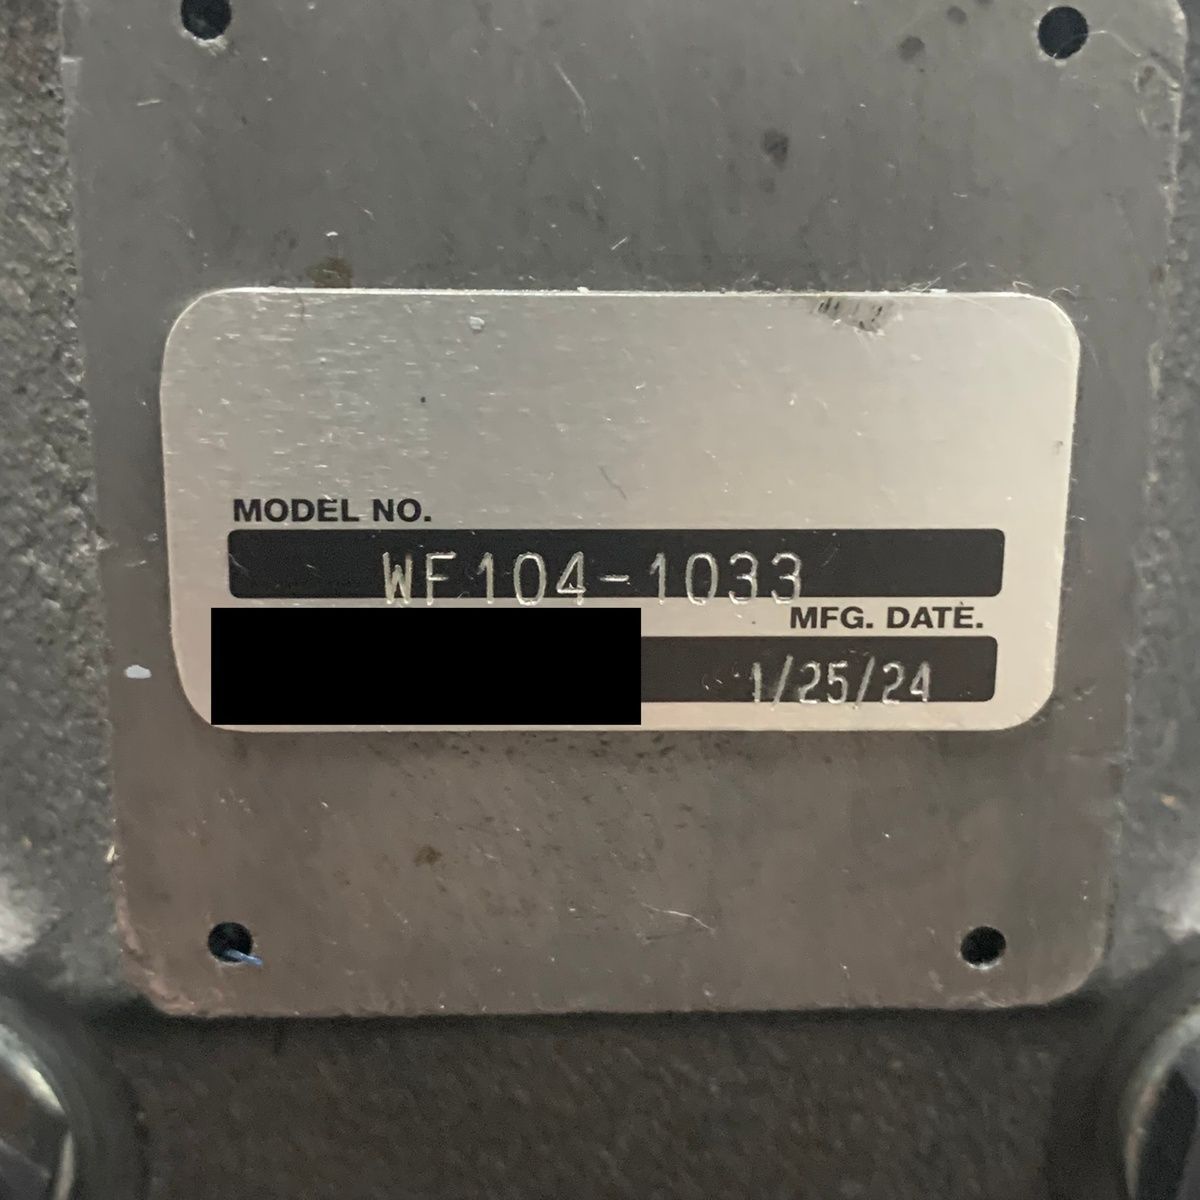 MODEL NO.
WF104-1033
MFG. DATE.
1/25/24